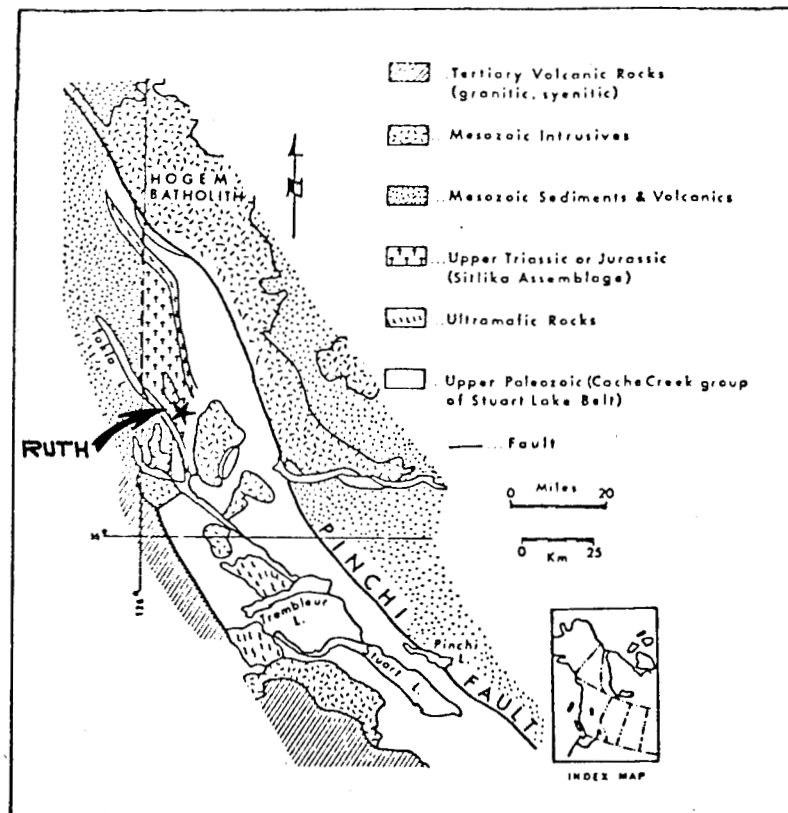 Tertiary Volcanic Rocks
(granitic, syenitic)
Mesozoic Intrusives
Mesozoic Sediments & Volcanics
Upper Triassic or Jurassic
(Sitlika Assemblage)
Ultramafic Rocks
Upper Paleozoic (Cache Creek group
of Stuart Lake Belt)
Fault
0 Miles 20
0 Km 25
HOGEM
BATHOLITH
Takla
RUTH
PINCHI
FAULT
Trembleur
L.
Pinchi
L.
Stuart L.
INDEX MAP